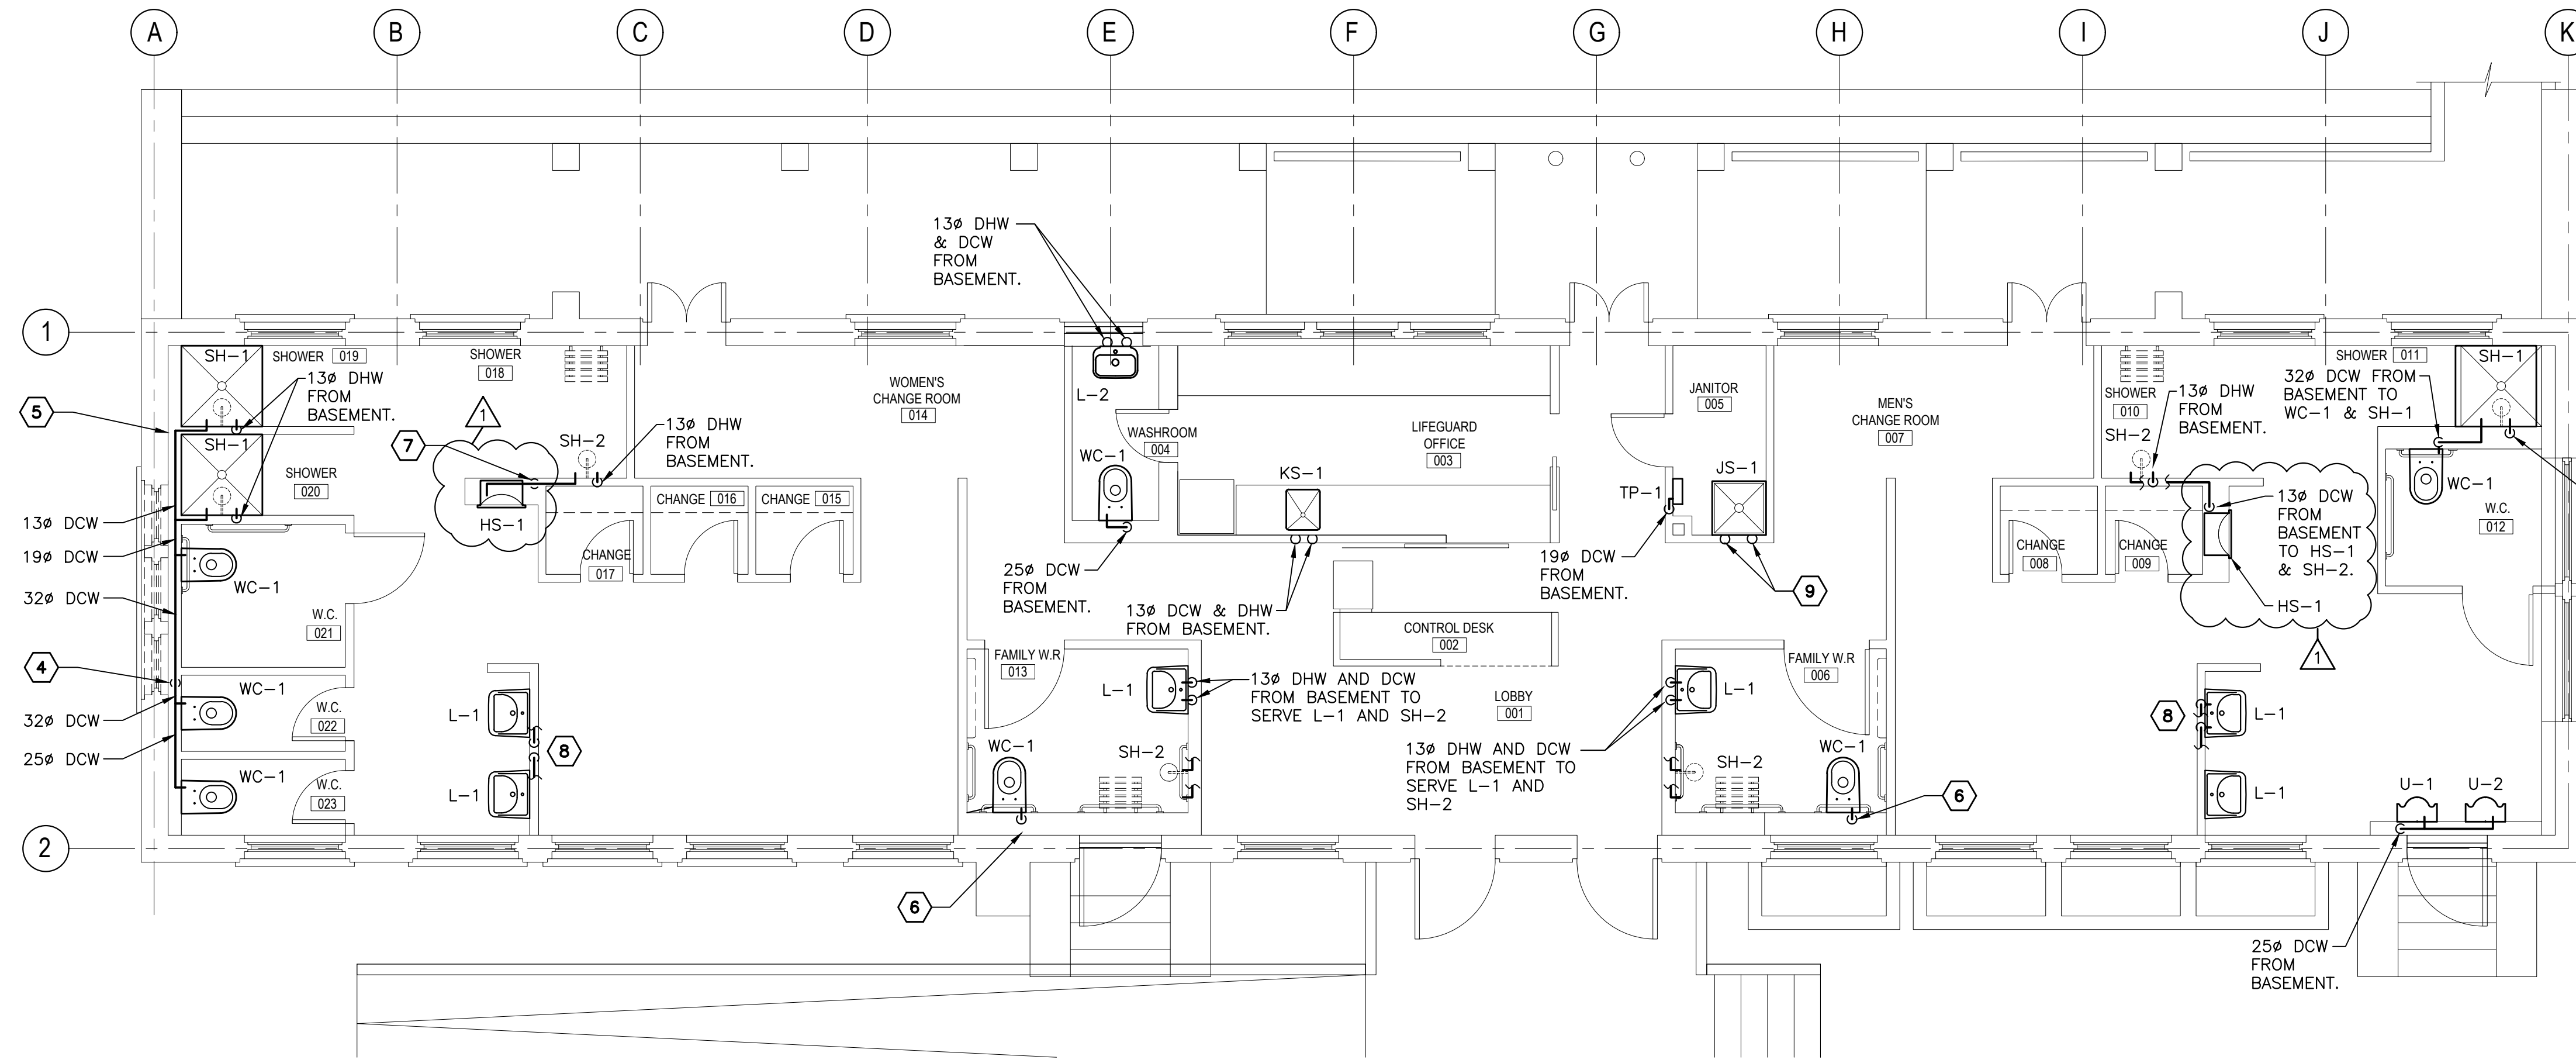 A
B
C
D
E
F
G
H
I
J
K
1
2
13ø DHW
& DCW
FROM
BASEMENT.
SH-1
SHOWER 019
13ø DHW
FROM
BASEMENT.
5
SH-1
SHOWER
020
SHOWER
018
1
7
SH-2
13ø DHW
FROM
BASEMENT.
HS-1
WOMEN'S
CHANGE ROOM
014
CHANGE 016
CHANGE 015
CHANGE
017
13ø DCW
19ø DCW
32ø DCW
4
32ø DCW
25ø DCW
WC-1
W.C.
021
WC-1
W.C.
022
WC-1
W.C.
023
L-1
8
L-1
L-2
WASHROOM
004
WC-1
25ø DCW
FROM
BASEMENT.
LIFEGUARD
OFFICE
003
KS-1
13ø DCW & DHW
FROM BASEMENT.
CONTROL DESK
002
LOBBY
001
FAMILY W.R
013
L-1
13ø DHW AND DCW
FROM BASEMENT TO
SERVE L-1 AND SH-2
WC-1
SH-2
6
JANITOR
005
TP-1
JS-1
19ø DCW
FROM
BASEMENT.
9
FAMILY W.R
006
L-1
13ø DHW AND DCW
FROM BASEMENT TO
SERVE L-1 AND
SH-2
SH-2
WC-1
6
MEN'S
CHANGE ROOM
007
SHOWER
010
SH-2
13ø DHW
FROM
BASEMENT.
SHOWER 011
SH-1
32ø DCW FROM
BASEMENT TO
WC-1 & SH-1
WC-1
W.C.
012
CHANGE
008
CHANGE
009
13ø DCW
FROM
BASEMENT
TO HS-1
& SH-2.
HS-1
1
8
L-1
L-1
U-1
U-2
25ø DCW
FROM
BASEMENT.